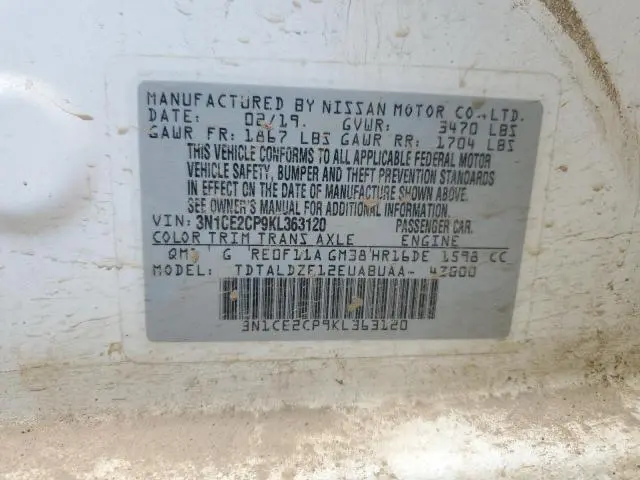 MANUFACTURED BY NISSAN MOTOR CO.,LTD.
DATE: 02/19. GVWR: 3470 LBS
GAWR FR: 1867 LBS GAWR RR: 1704 LBS
THIS VEHICLE CONFORMS TO ALL APPLICABLE FEDERAL MOTOR
VEHICLE SAFETY, BUMPER AND THEFT PREVENTION STANDARDS
IN EFFECT ON THE DATE OF MANUFACTURE SHOWN ABOVE.
SEE OWNER'S MANUAL FOR ADDITIONAL INFORMATION.
VIN: 3N1CE2CP9KL363120 PASSENGER CAR.
COLOR TRIM TRANS AXLE ENGINE
QM1 G RE0F11A GM38 HR16DE 1598 CC
MODEL: TDTALDZF12EUABUAA-
3N1CE2CP9KL363120